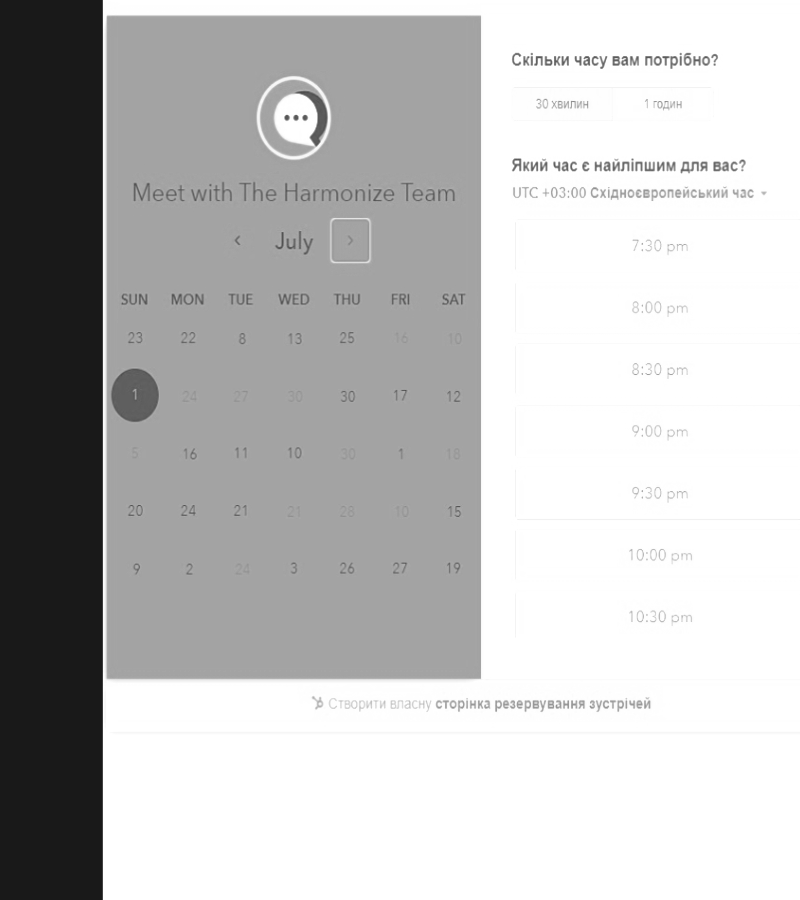 Meet with The Harmonize Team
July
SUN MON TUE WED THU FRI SAT
23 22 8 13 25 16 10
1 24 27 30 30 17 12
5 16 11 10 30 1 18
20 24 21 21 28 10 15
9 2 24 3 26 27 19
Скільки часу вам потрібно?
30 хвилин 1 годин
Який час є найліпшим для вас?
UTC +03:00 Східноєвропейський час
7:30 pm
8:00 pm
8:30 pm
9:00 pm
9:30 pm
10:00 pm
10:30 pm
Створити власну сторінка резервування зустрічей